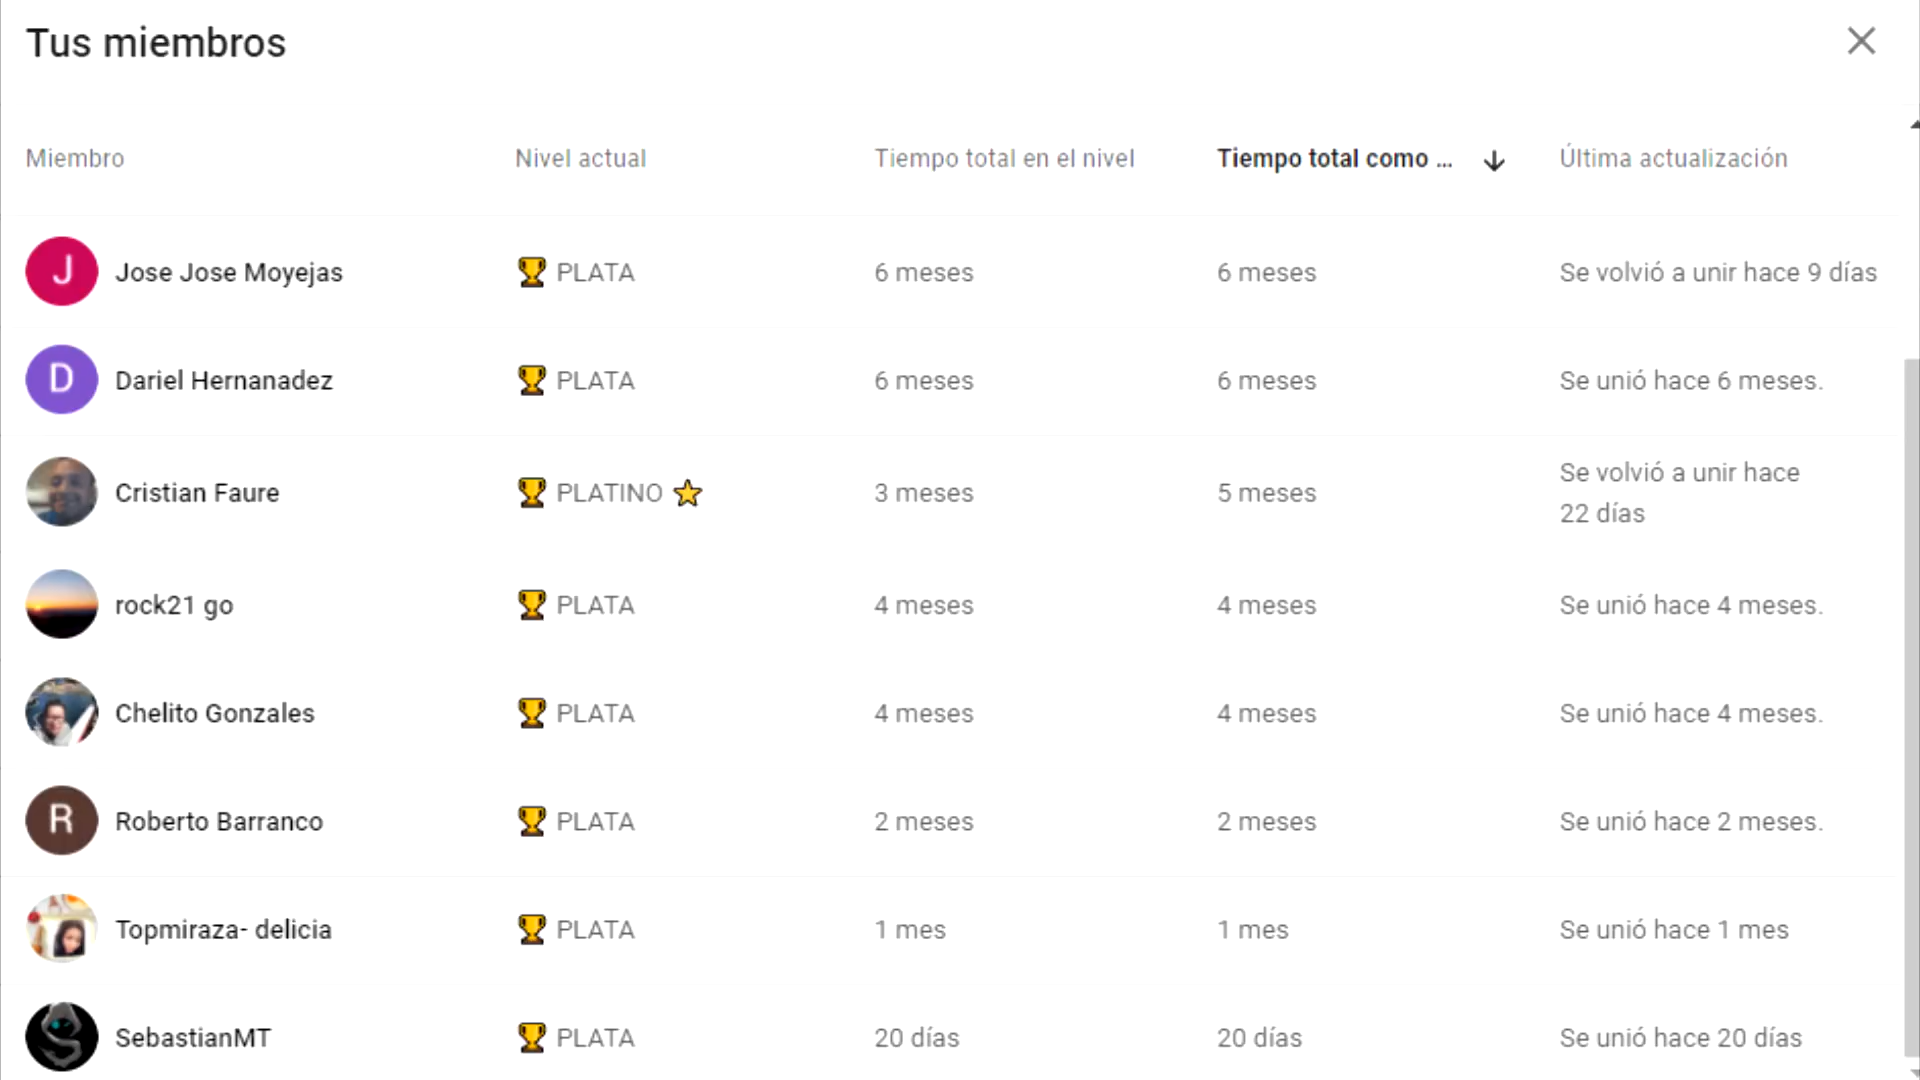 Tus miembros
Miembro Nivel actual Tiempo total en el nivel Tiempo total como ... Última actualización
J Jose Jose Moyejas PLATA 6 meses 6 meses Se volvió a unir hace 9 días
D Dariel Hernanadez PLATA 6 meses 6 meses Se unió hace 6 meses.
Cristian Faure PLATINO 3 meses 5 meses Se volvió a unir hace
22 días
rock21 go PLATA 4 meses 4 meses Se unió hace 4 meses.
Chelito Gonzales PLATA 4 meses 4 meses Se unió hace 4 meses.
R Roberto Barranco PLATA 2 meses 2 meses Se unió hace 2 meses.
Topmiraza- delicia PLATA 1 mes 1 mes Se unió hace 1 mes
SebastianMT PLATA 20 días 20 días Se unió hace 20 días